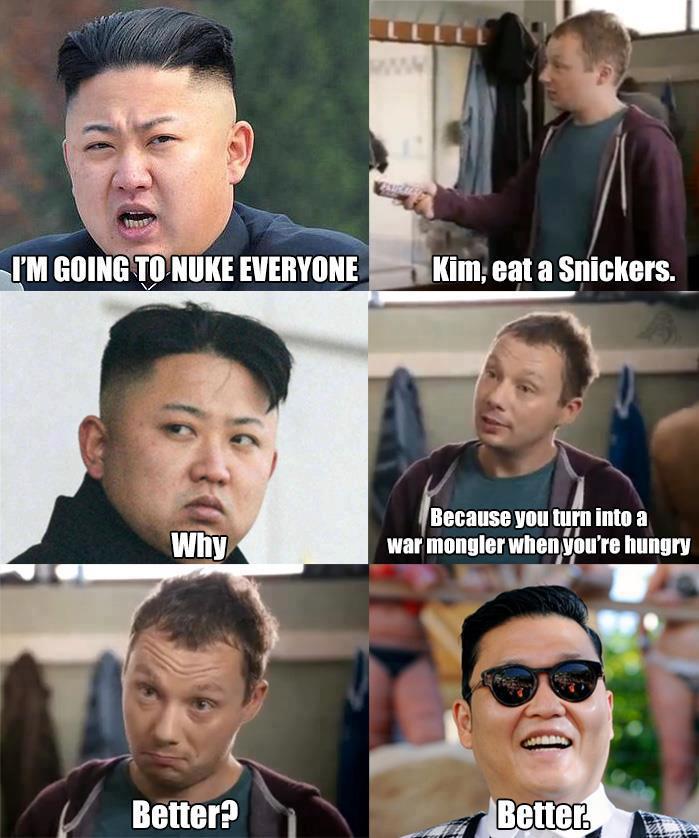 I'M GOING TO NUKE EVERYONE
Kim, eat a Snickers.
Why
Because you turn into a
war mongler when you're hungry
Better?
Better.